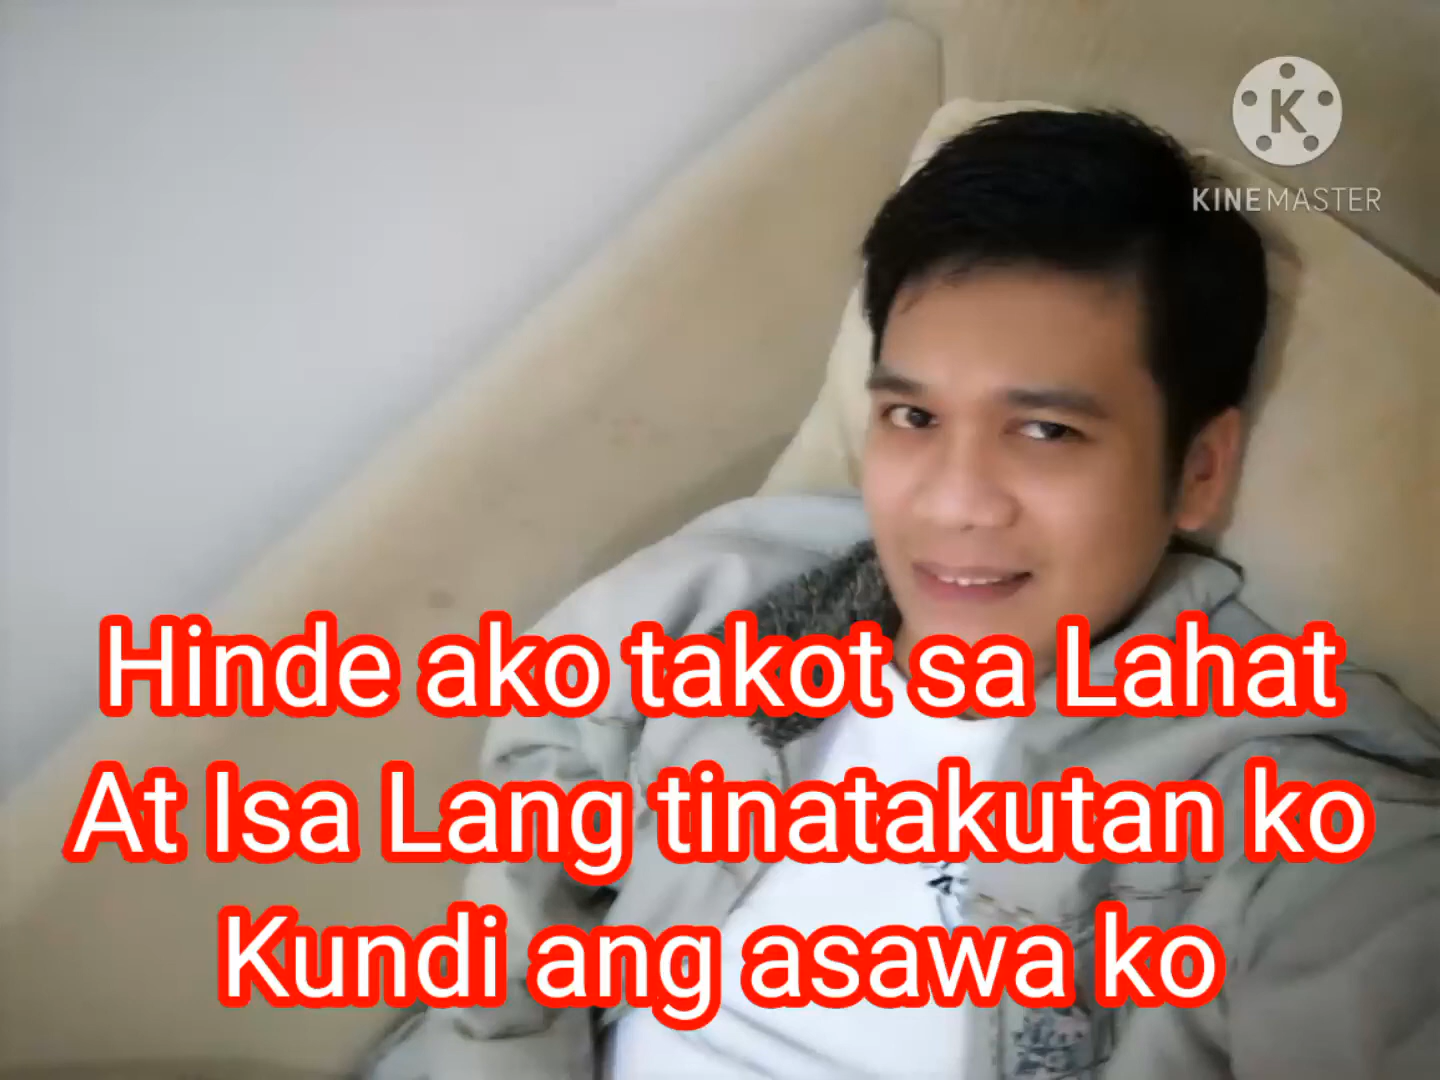 K
KINEMASTER
Hinde ako takot sa Lahat
At Isa Lang tinatakutan ko
Kundi ang asawa ko